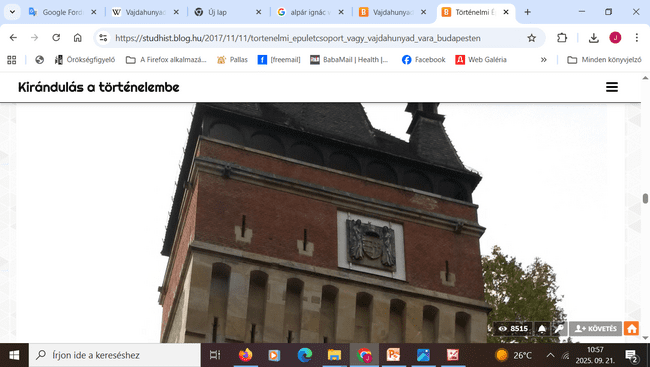 Google Ford
Vajdahunyad
Új lap
alpár ignác
Vajdahunyad
Történelmi E
https://studhist.blog.hu/2017/11/11/tortenelmi_epuletcsoport_vagy_vajdahunyad_vara_budapesten
Örökségfigyelő
A Firefox alkalmazá...
Pallas
[freemail]
BabaMail | Health |...
Facebook
Web Galéria
»
Minden könyvjelző
Kirándulás a történelembe
8515
KÖVETÉS
Írjon ide a kereséshez
26°C
10:57
2025. 09. 21.
2